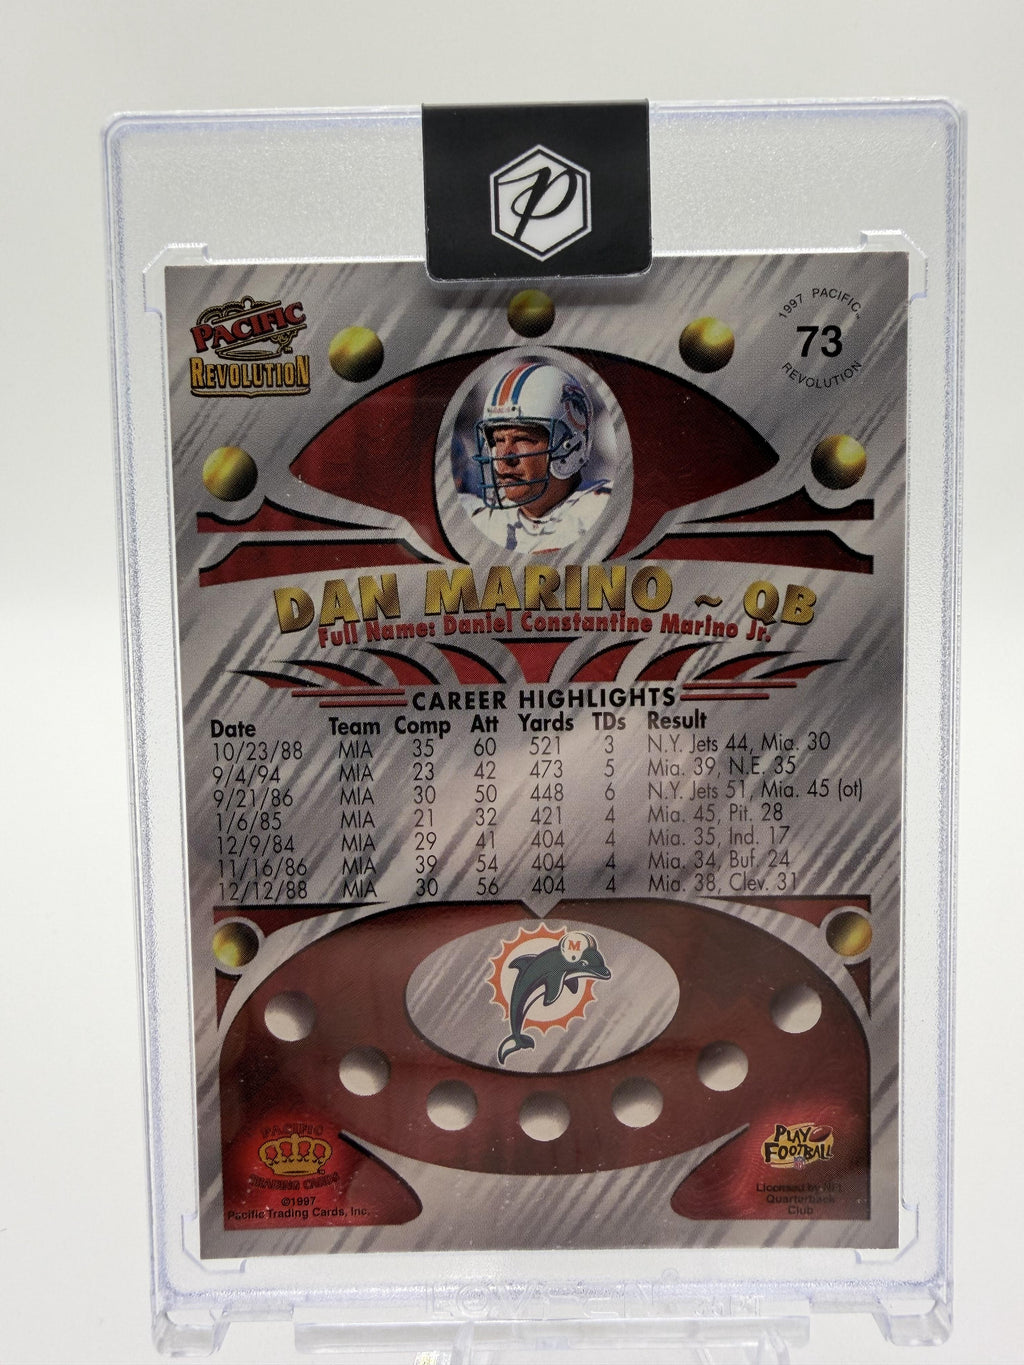 P
PACIFIC
REVOLUTION
1997 PACIFIC™
73
REVOLUTION
DAN MARINO ~ QB
Full Name: Daniel Constantine Marino Jr.
CAREER HIGHLIGHTS
Date Team Comp Att Yards TDs Result
10/23/88 MIA 35 60 521 3 N.Y. Jets 44, Mia. 30
9/4/94 MIA 23 42 473 5 Mia. 39, N.E. 35
9/21/86 MIA 30 50 448 6 N.Y. Jets 51, Mia. 45 (ot)
1/6/85 MIA 21 32 421 4 Mia. 45, Pit. 28
12/9/84 MIA 29 41 404 4 Mia. 35, Ind. 17
11/16/86 MIA 39 54 404 4 Mia. 34, Buf. 24
12/12/88 MIA 30 56 404 4 Mia. 38, Clev. 31
M
PACIFIC
TRADING CARDS
©1997
Pacific Trading Cards, Inc.
PLAY
FOOTBALL
Licensed by NFL
Quarterback
Club